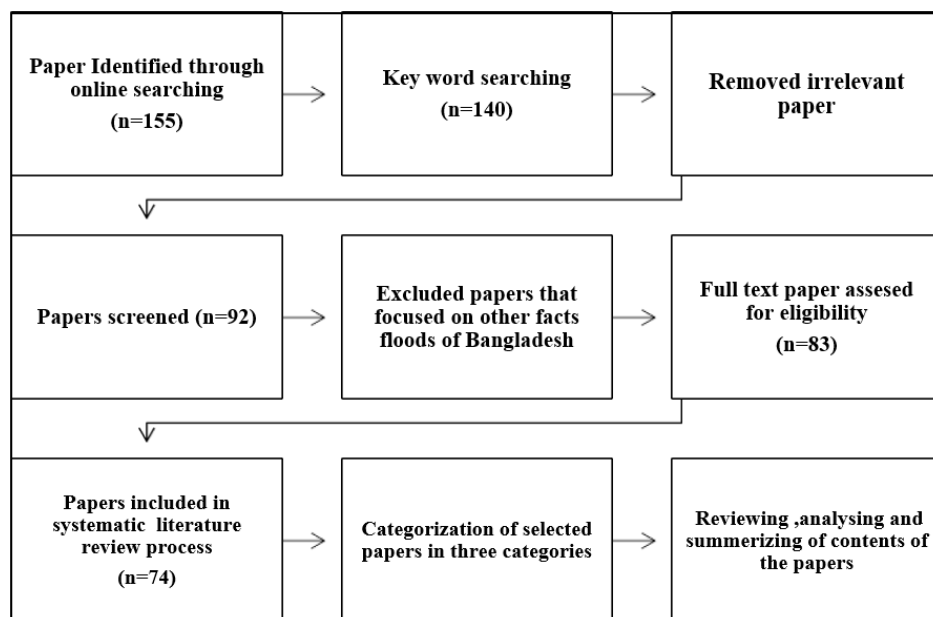 Paper Identified through
online searching
(n=155)
Key word searching
(n=140)
Removed irrelevant
paper
Papers screened (n=92)
Excluded papers that
focused on other facts
floods of Bangladesh
Full text paper assesed
for eligibility
(n=83)
Papers included in
systematic literature
review process
(n=74)
Categorization of selected
papers in three categories
Reviewing ,analysing and
summerizing of contents of
the papers